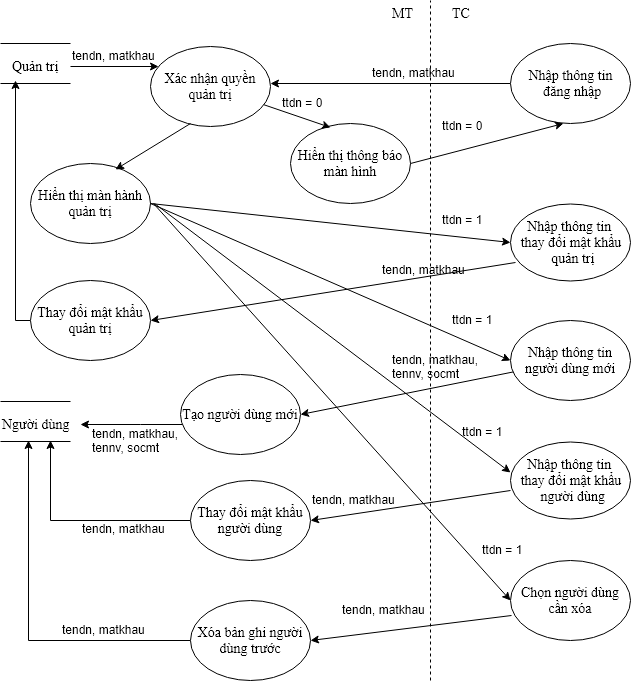 MT
TC
tendn, matkhau
Quản trị
Xác nhận quyền
quản trị
tendn, matkhau
Nhập thông tin
đăng nhập
ttdn = 0
ttdn = 0
Hiển thị thông báo
màn hình
Hiển thị màn hành
quản trị
ttdn = 1
Nhập thông tin
thay đổi mật khẩu
quản trị
tendn, matkhau
Thay đổi mật khẩu
quản trị
ttdn = 1
Nhập thông tin
người dùng mới
tendn, matkhau,
tennv, socmt
Tạo người dùng mới
Người dùng
tendn, matkhau,
tennv, socmt
ttdn = 1
Nhập thông tin
thay đổi mật khẩu
người dùng
tendn, matkhau
Thay đổi mật khẩu
người dùng
tendn, matkhau
ttdn = 1
Chọn người dùng
cần xóa
tendn, matkhau
tendn, matkhau
Xóa bản ghi người
dùng trước